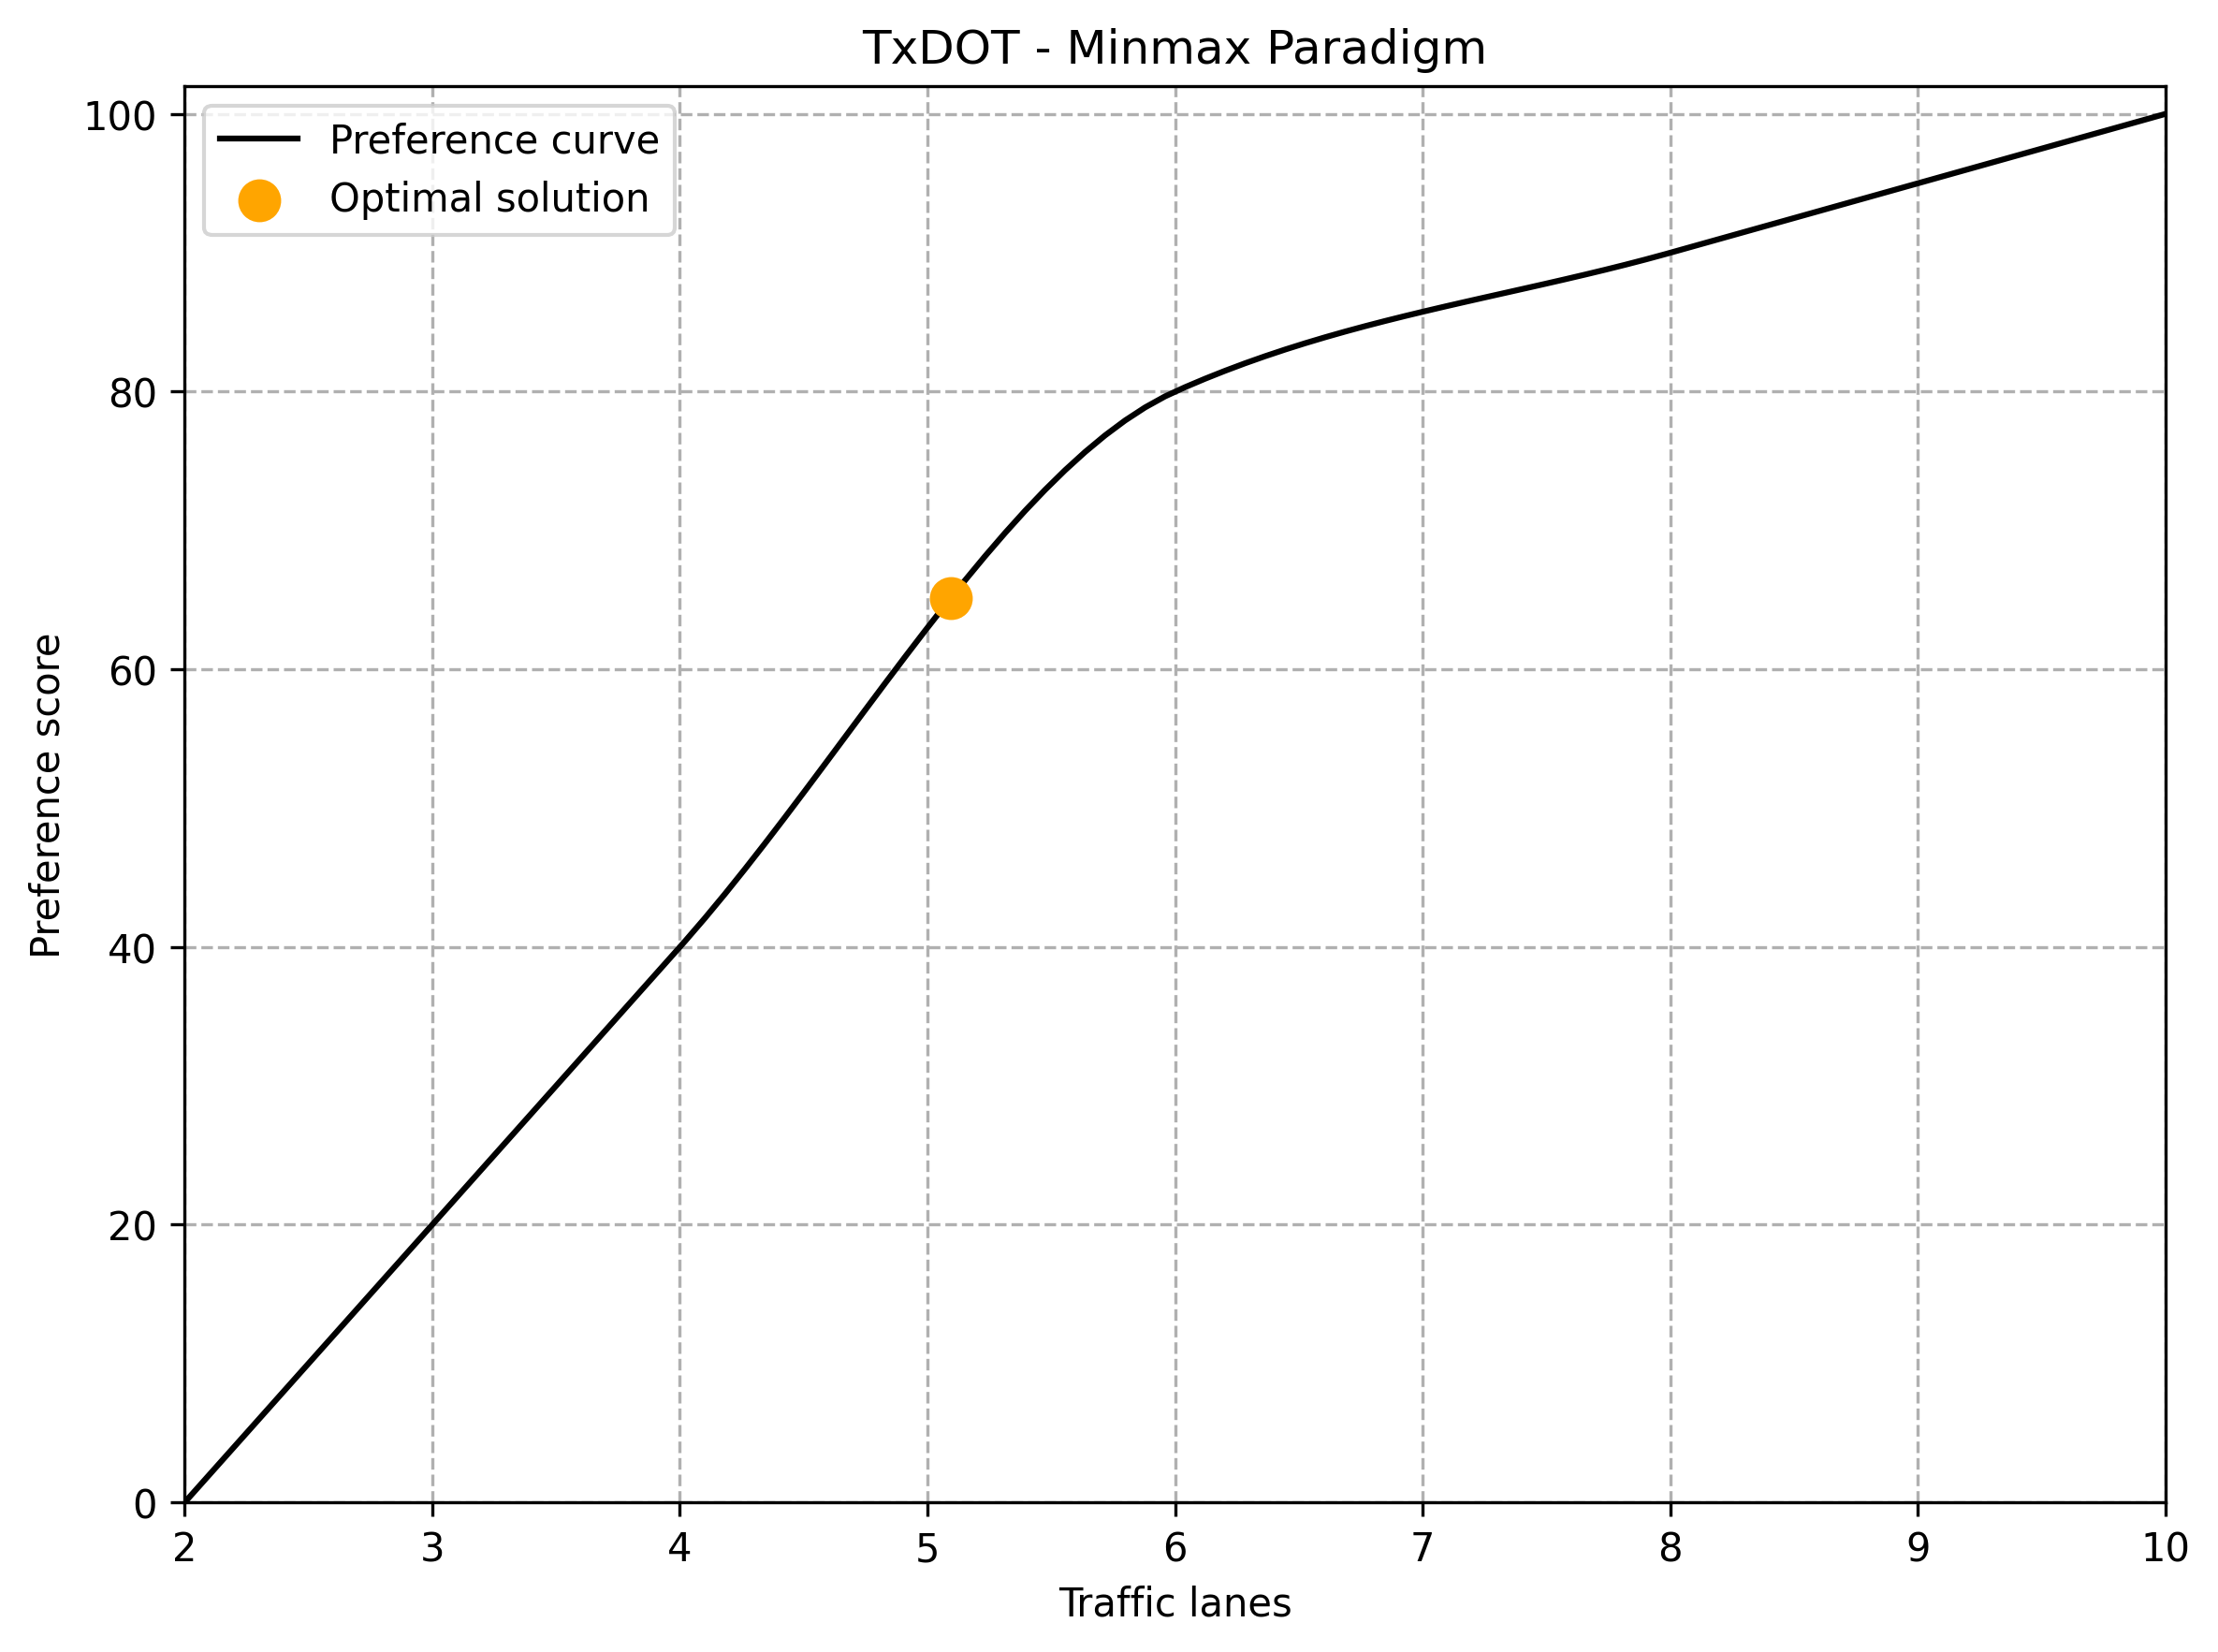 TxDOT - Minmax Paradigm
Preference curve
Optimal solution
100
80
60
40
20
0
Preference score
2 3 4 5 6 7 8 9 10
Traffic lanes